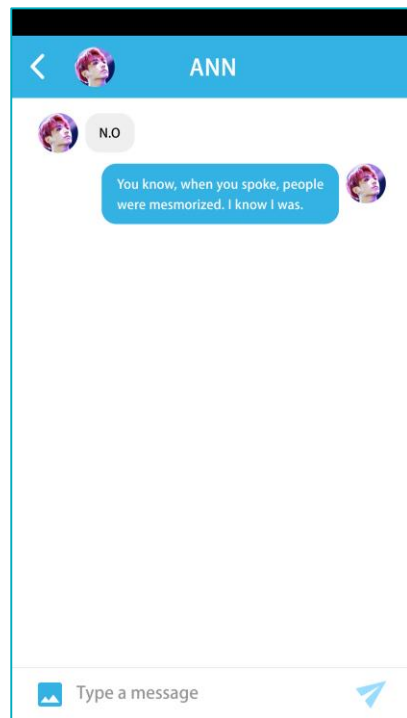 ANN
N.O
You know, when you spoke, people
were mesmorized. I know I was.
Type a message